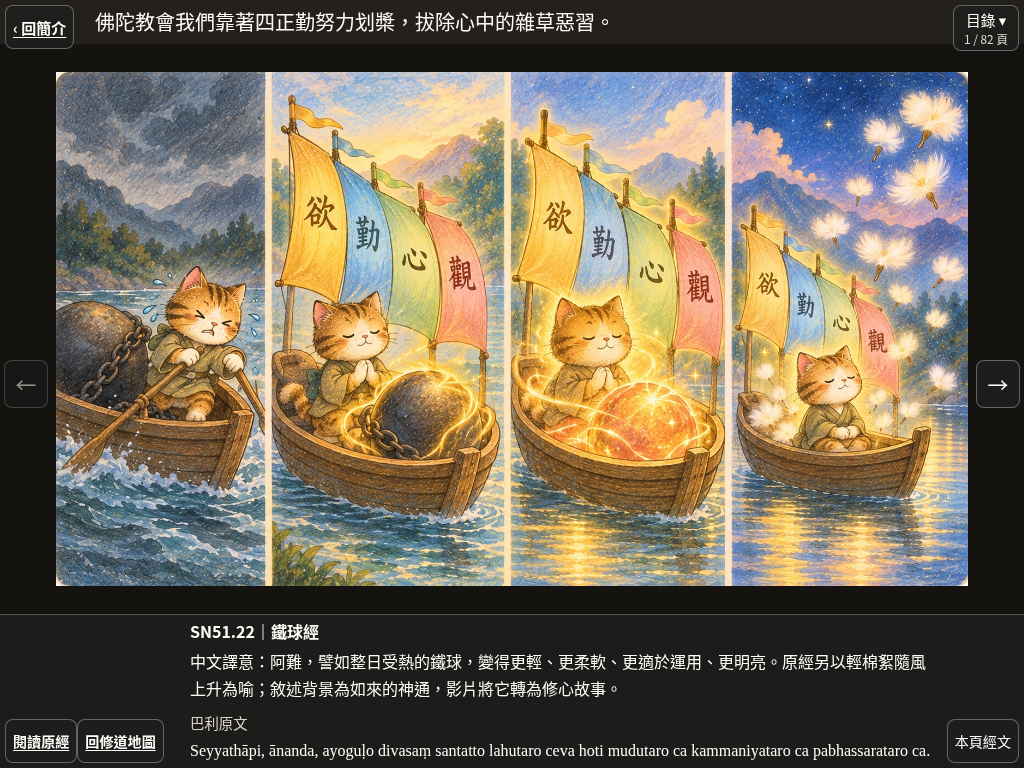 ‹ 回簡介
佛陀教會我們靠著四正勤努力划槳，拔除心中的雜草惡習。
目錄 ▾
1 / 82 頁
欲 勤 心 觀
欲 勤 心 觀
欲 勤 心 觀
←
→
SN51.22｜鐵球經
中文譯意：阿難，譬如整日受熱的鐵球，變得更輕、更柔軟、更適於運用、更明亮。原經另以輕棉絮隨風
上升為喻；敘述背景為如來的神通，影片將它轉為修心故事。
巴利原文
Seyyathāpi, ānanda, ayoguḷo divasaṃ santatto lahutaro ceva hoti mudutaro ca kammaniyataro ca pabhassarataro ca.
閱讀原經
回修道地圖
本頁經文